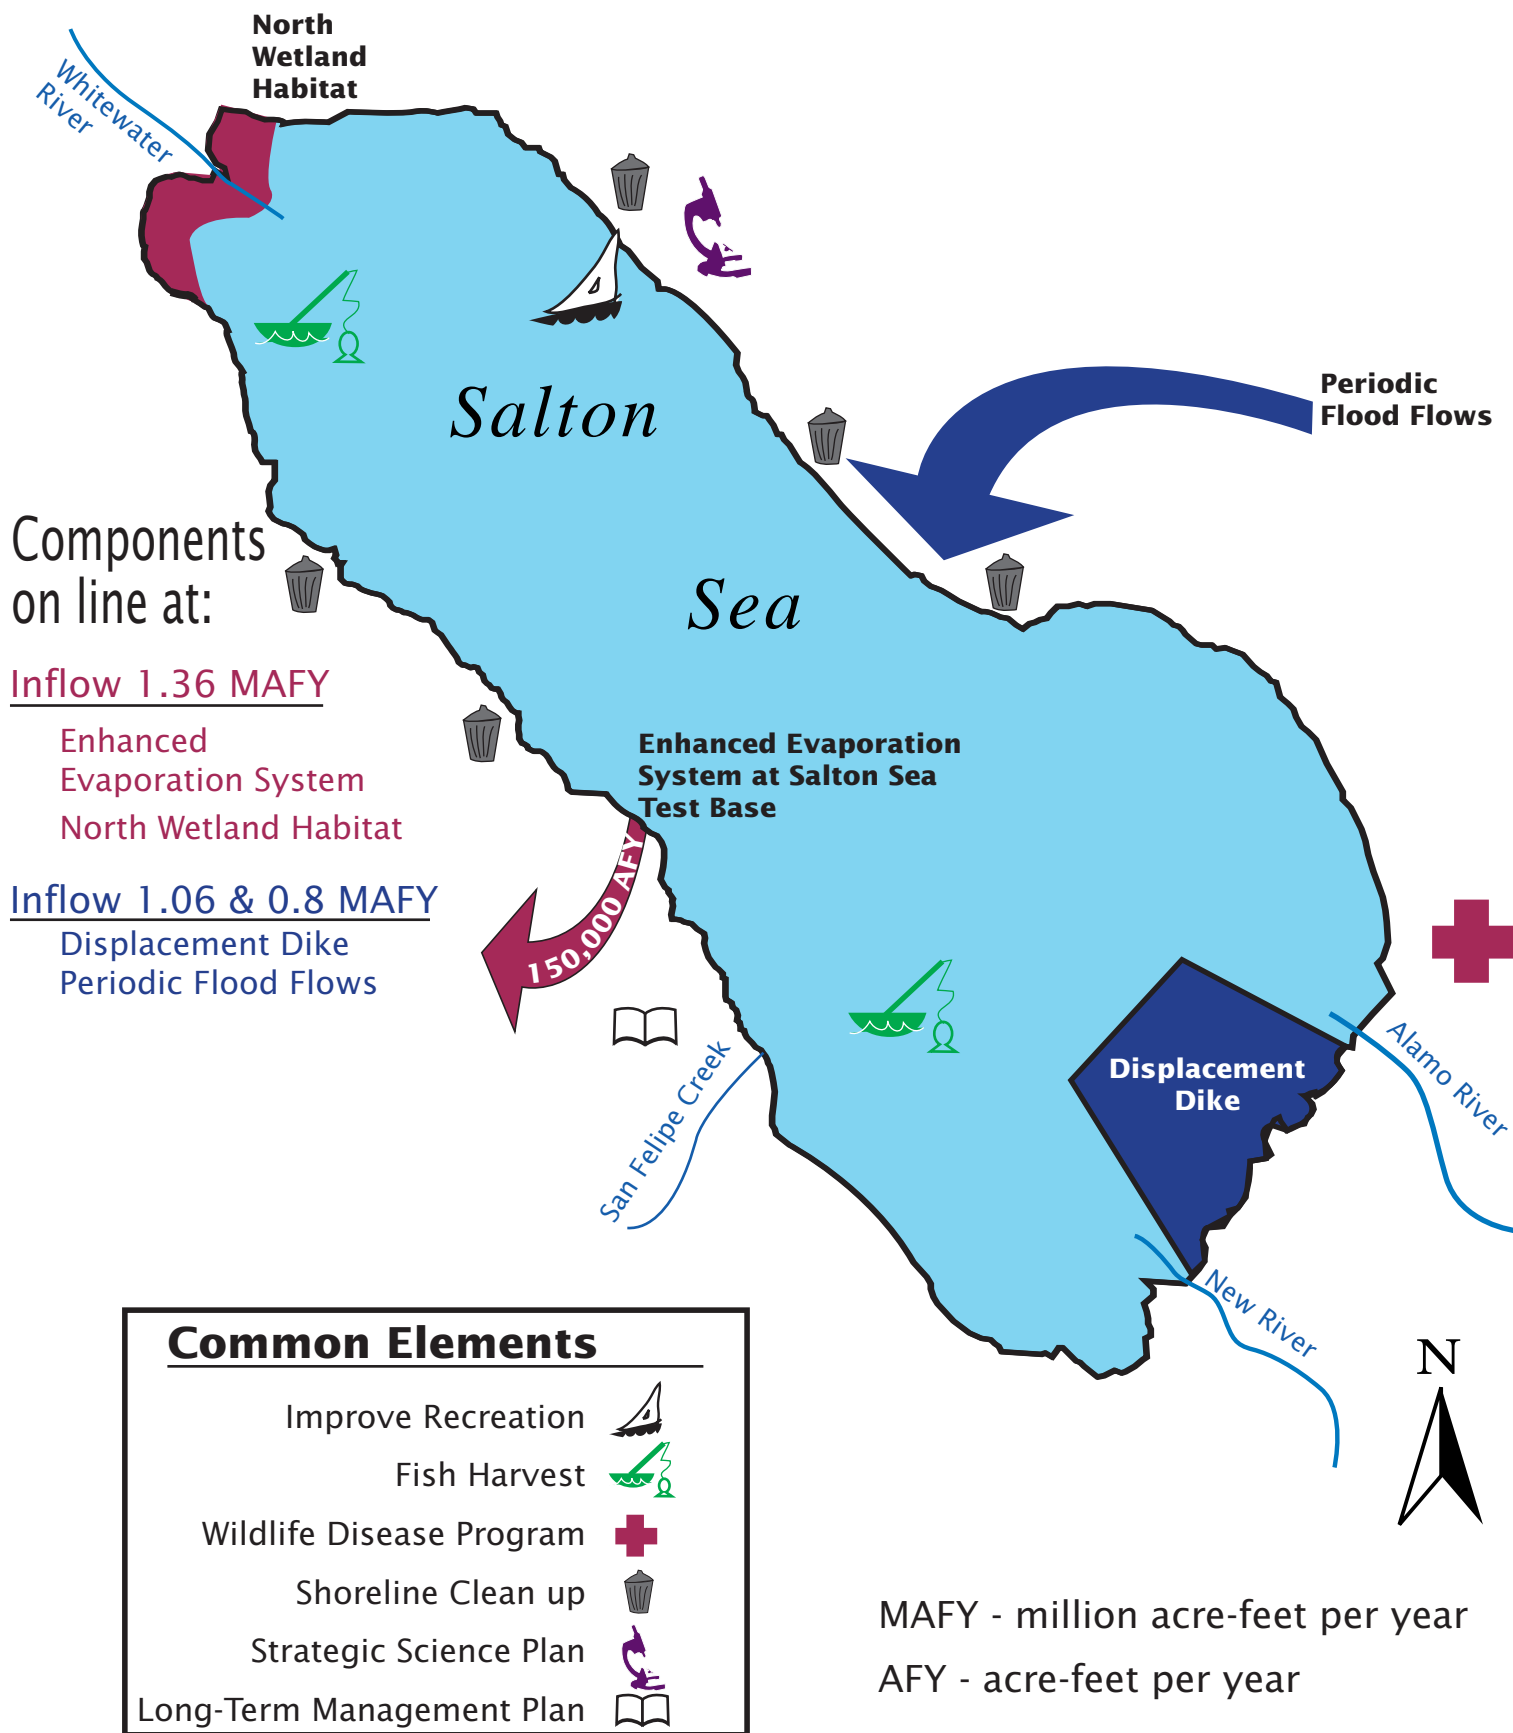 North
Wetland
Habitat
Whitewater
River
Salton
Sea
Periodic
Flood Flows
Components
on line at:
Inflow 1.36 MAFY
Enhanced
Evaporation System
North Wetland Habitat
Inflow 1.06 & 0.8 MAFY
Displacement Dike
Periodic Flood Flows
Enhanced Evaporation
System at Salton Sea
Test Base
150,000 AFY
San Felipe Creek
Displacement
Dike
Alamo River
New River
N
Common Elements
Improve Recreation
Fish Harvest
Wildlife Disease Program
Shoreline Clean up
Strategic Science Plan
Long-Term Management Plan
MAFY - million acre-feet per year
AFY - acre-feet per year